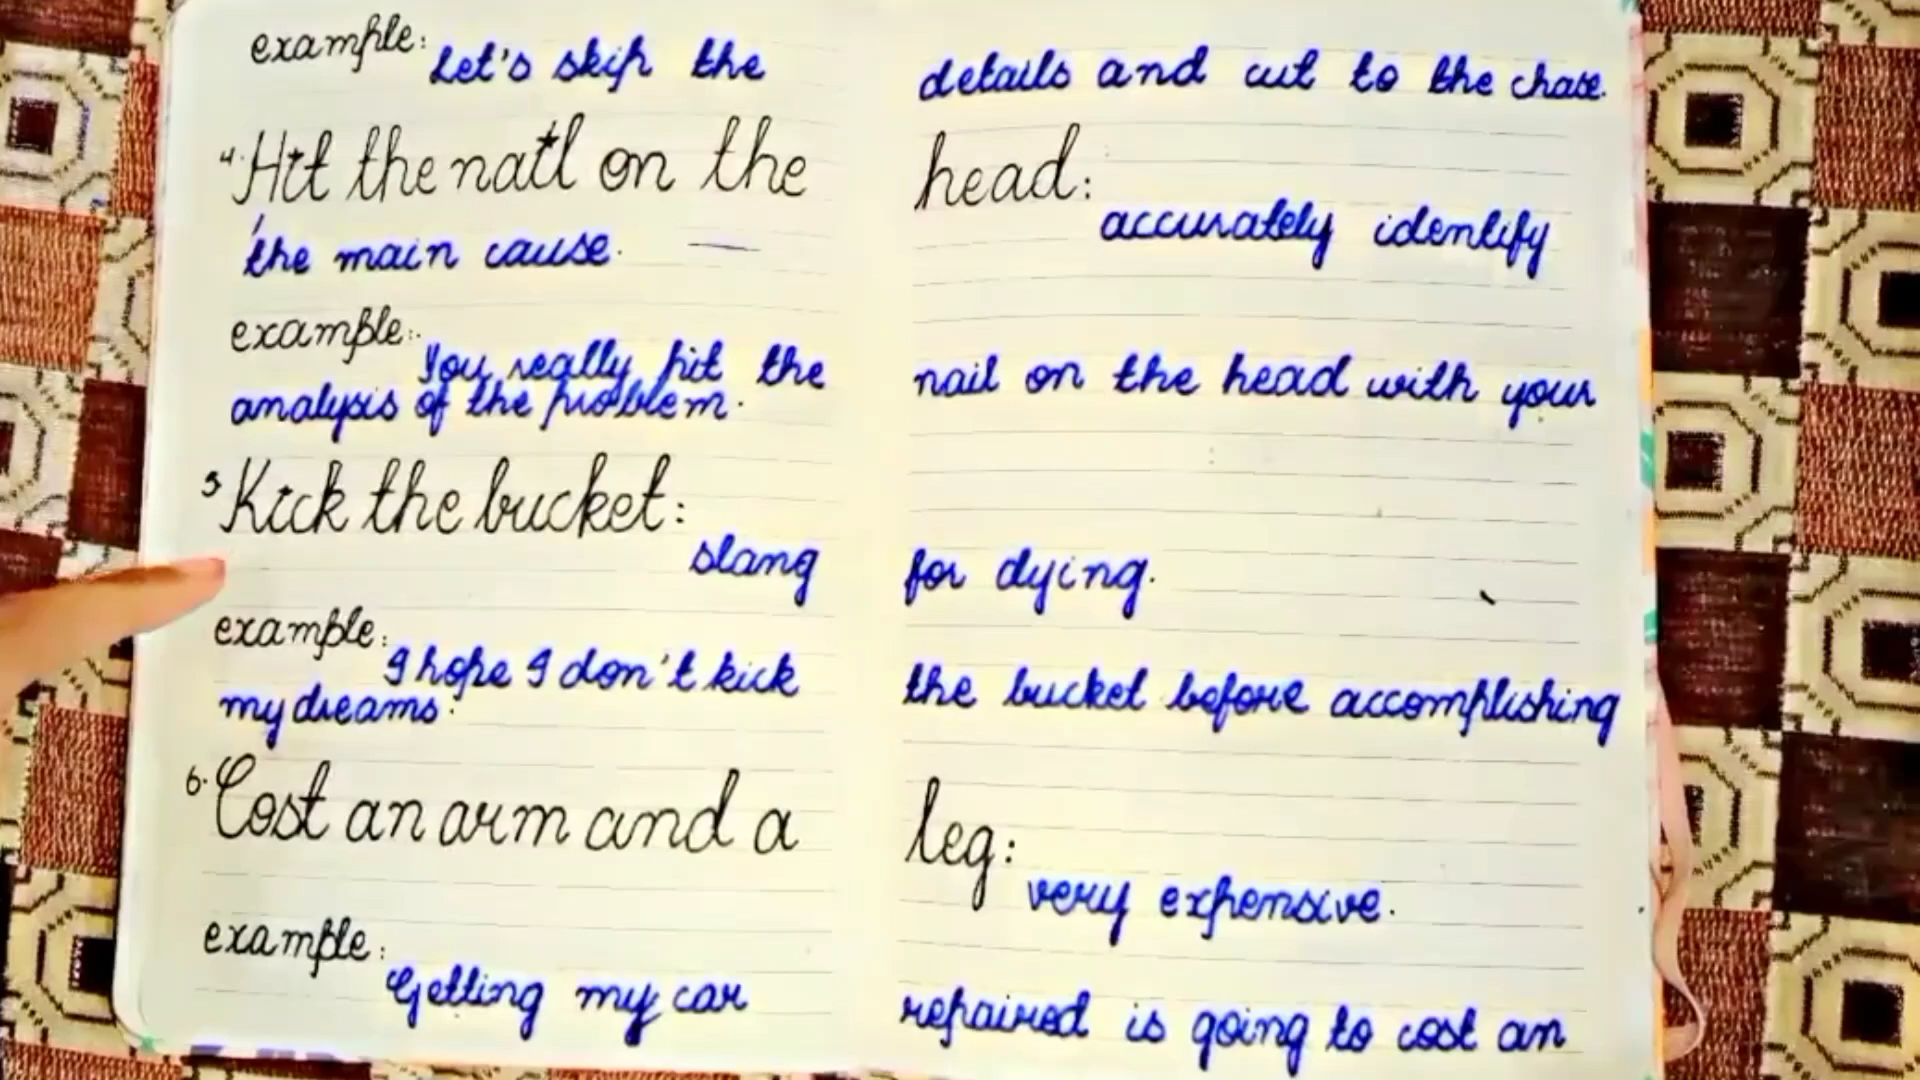 example: Let's skip the details and cut to the chase.
4. Hit the nail on the head: accurately identify
the main cause.
example: You really hit the nail on the head with your
analysis of the problem.
5 Kick the bucket: slang for dying.
example: I hope I don't kick the bucket before accomplishing
my dreams.
6. Cost an arm and a leg: very expensive.
example: Getting my car repaired is going to cost an